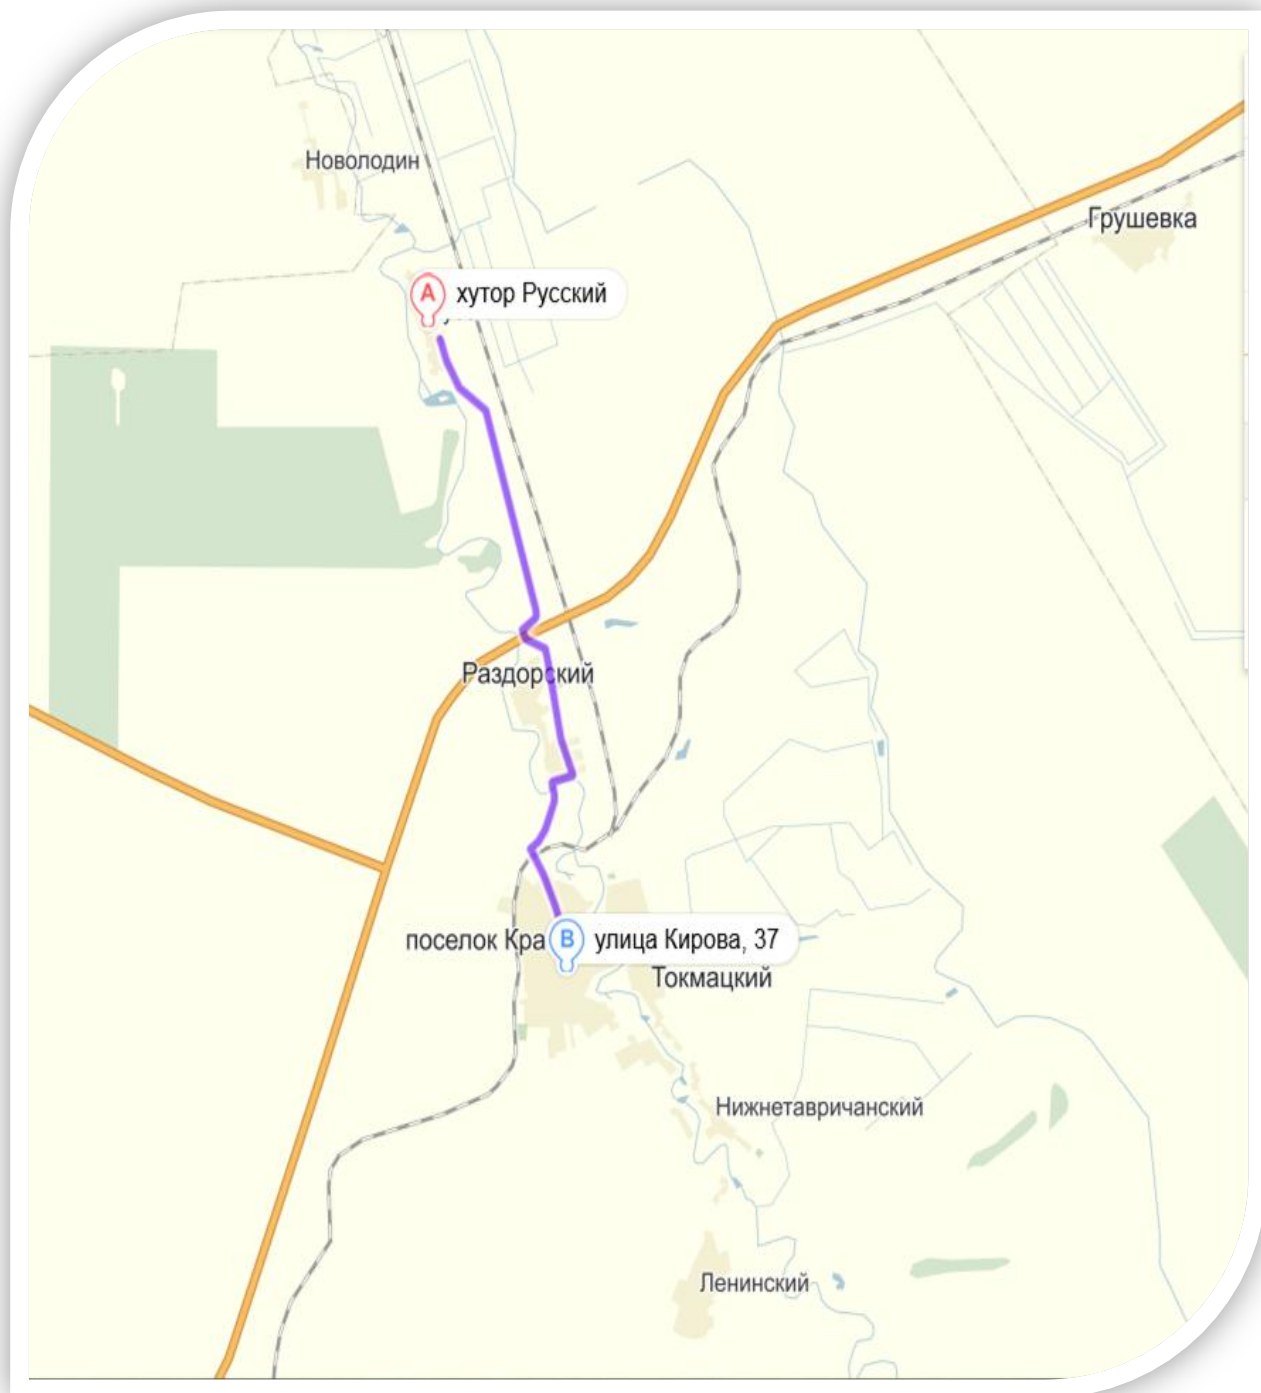 Новолодин
Грушевка
А
хутор Русский
Раздорский
поселок Кра
В
улица Кирова, 37
Токмацкий
Нижнетавричанский
Ленинский